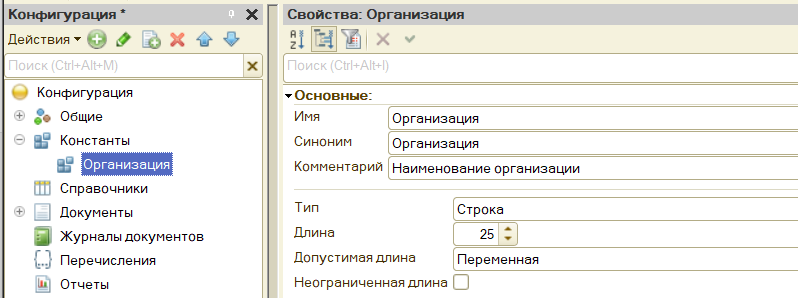 Конфигурация *
Действия
Поиск (Ctrl+Alt+M)
Конфигурация
Общие
Константы
Организация
Справочники
Документы
Журналы документов
Перечисления
Отчеты
Свойства: Организация
Поиск (Ctrl+Alt+I)
Основные:
Имя Организация
Синоним Организация
Комментарий Наименование организации
Тип Строка
Длина 25
Допустимая длина Переменная
Неограниченная длина